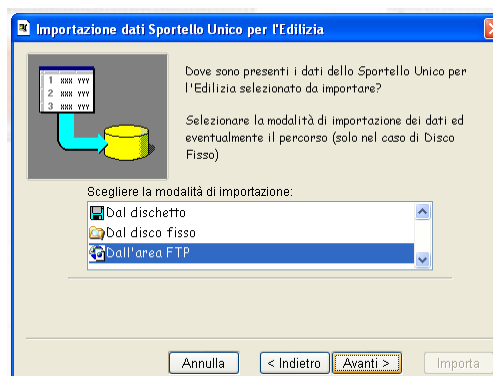 Importazione dati Sportello Unico per l'Edilizia
1 XXX YYY
2 XXX YYY
3 XXX YYY
Dove sono presenti i dati dello Sportello Unico per
l'Edilizia selezionato da importare?
Selezionare la modalità di importazione dei dati ed
eventualmente il percorso (solo nel caso di Disco
Fisso)
Scegliere la modalità di importazione:
Dal dischetto
Dal disco fisso
Dall'area FTP
Annulla < Indietro Avanti > Importa